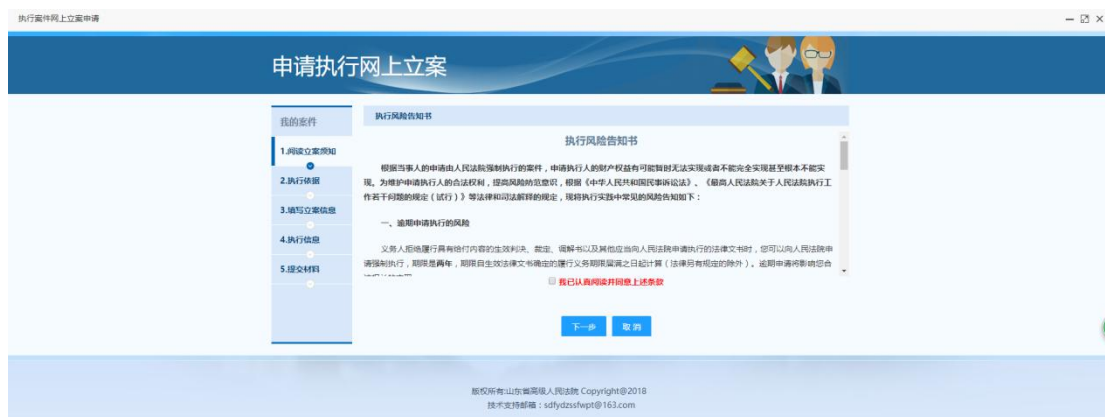 执行案件网上立案申请
申请执行网上立案
我的案件
1.阅读立案须知
2.执行依据
3.填写立案信息
4.执行信息
5.提交材料
执行风险告知书
执行风险告知书
根据当事人的申请由人民法院强制执行的案件，申请执行人的财产权益有可能暂时无法实现或者不能完全实现甚至根本不能实
现。为维护申请执行人的合法权利，提高风险防范意识，根据《中华人民共和国民事诉讼法》、《最高人民法院关于人民法院执行工
作若干问题的规定（试行）》等法律和司法解释的规定，现将执行实践中常见的风险告知如下：
一、逾期申请执行的风险
义务人拒绝履行具有给付内容的生效判决、裁定、调解书以及其他应当向人民法院申请执行的法律文书时，您可以向人民法院申
请强制执行，期限是两年，期限自生效法律文书确定的履行义务期限届满之日起计算（法律另有规定的除外）。逾期申请将影响您合
我已认真阅读并同意上述条款
下一步 取消
版权所有:山东省高级人民法院 Copyright@2018
技术支持邮箱：sdfydzssfwpt@163.com